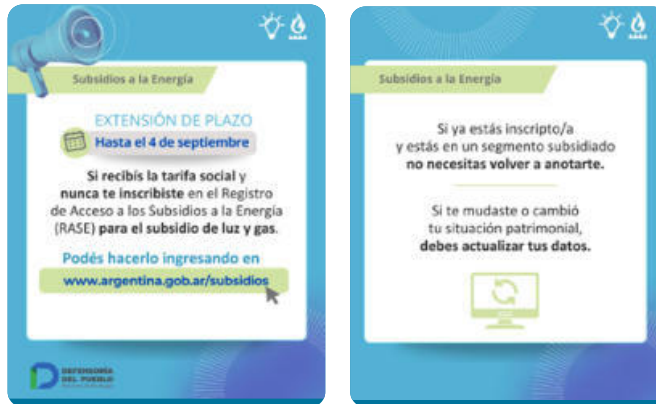 Subsidios a la Energía
EXTENSIÓN DE PLAZO
Hasta el 4 de septiembre
Si recibís la tarifa social y
nunca te inscribiste en el Registro
de Acceso a los Subsidios a la Energía
(RASE) para el subsidio de luz y gas.
Podés hacerlo ingresando en
www.argentina.gob.ar/subsidios
DEFENSORÍA
DEL PUEBLO
Subsidios a la Energía
Si ya estás inscripto/a
y estás en un segmento subsidiado
no necesitas volver a anotarte.
Si te mudaste o cambió
tu situación patrimonial,
debes actualizar tus datos.